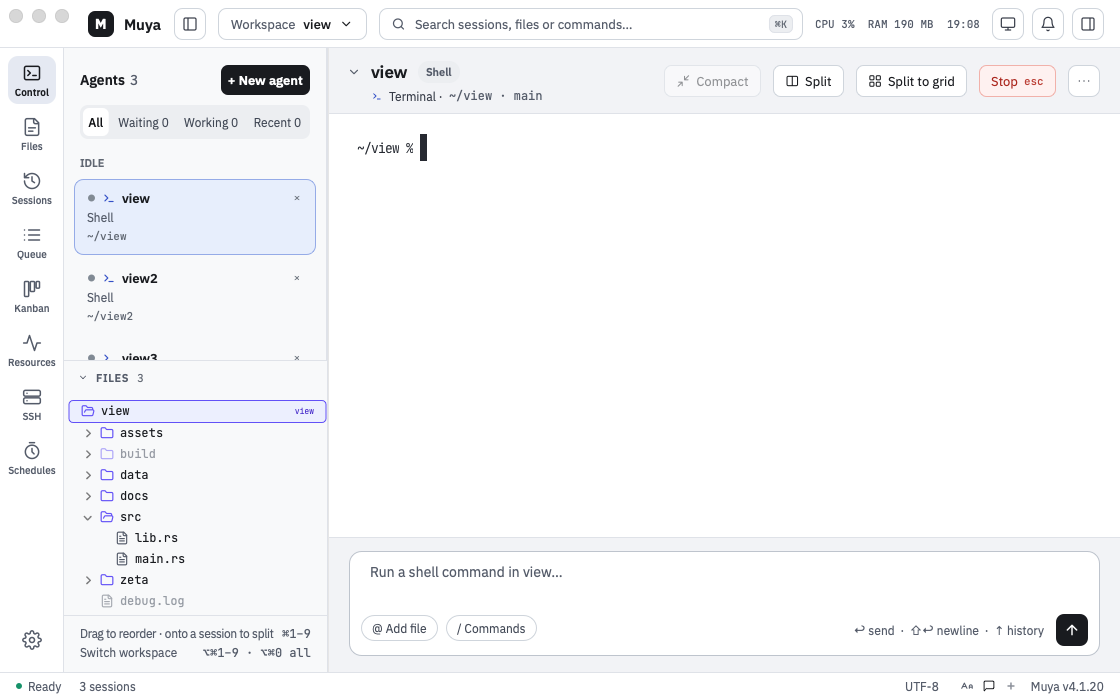 M Muya Workspace view Search sessions, files or commands... ⌘K CPU 3% RAM 190 MB 19:08
Control
Files
Sessions
Queue
Kanban
Resources
SSH
Schedules
Agents 3 + New agent
All Waiting 0 Working 0 Recent 0
IDLE
view ×
Shell
~/view
view2 ×
Shell
~/view2
view3 ×
FILES 3
view view
assets
build
data
docs
src
lib.rs
main.rs
zeta
debug.log
Drag to reorder · onto a session to split ⌘1–9
Switch workspace ⌥⌘1–9 · ⌥⌘0 all
view Shell
Terminal · ~/view · main
Compact Split Split to grid Stop esc ···
~/view %
Run a shell command in view...
@ Add file / Commands
↩ send · ⇧↩ newline · ↑ history
Ready 3 sessions UTF-8 Aa + Muya v4.1.20